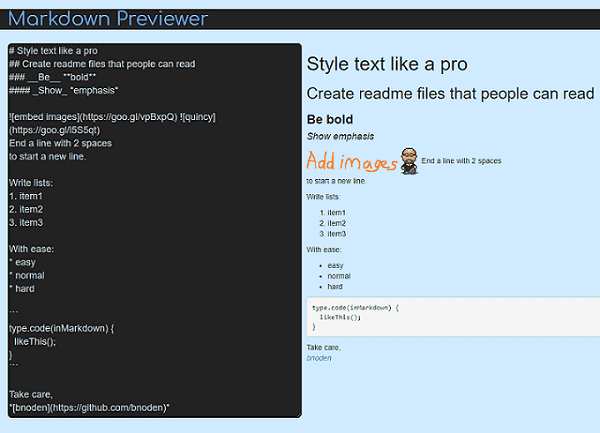 Markdown Previewer
# Style text like a pro
## Create readme files that people can read
### __Be__ **bold**
#### _Show_ *emphasis*
![embed images](https://goo.gl/vpBxpQ) ![quincy]
(https://goo.gl/l5S5qt)
End a line with 2 spaces
to start a new line.
Write lists:
1. item1
2. item2
3. item3
With ease:
* easy
* normal
* hard
```
type.code(inMarkdown) {
likeThis();
}
```
Take care,
*[bnoden](https://github.com/bnoden)*
Style text like a pro
Create readme files that people can read
Be bold
Show emphasis
Add images End a line with 2 spaces
to start a new line.
Write lists:
1. item1
2. item2
3. item3
With ease:
• easy
• normal
• hard
type.code(inMarkdown) {
likeThis();
}
Take care,
bnoden